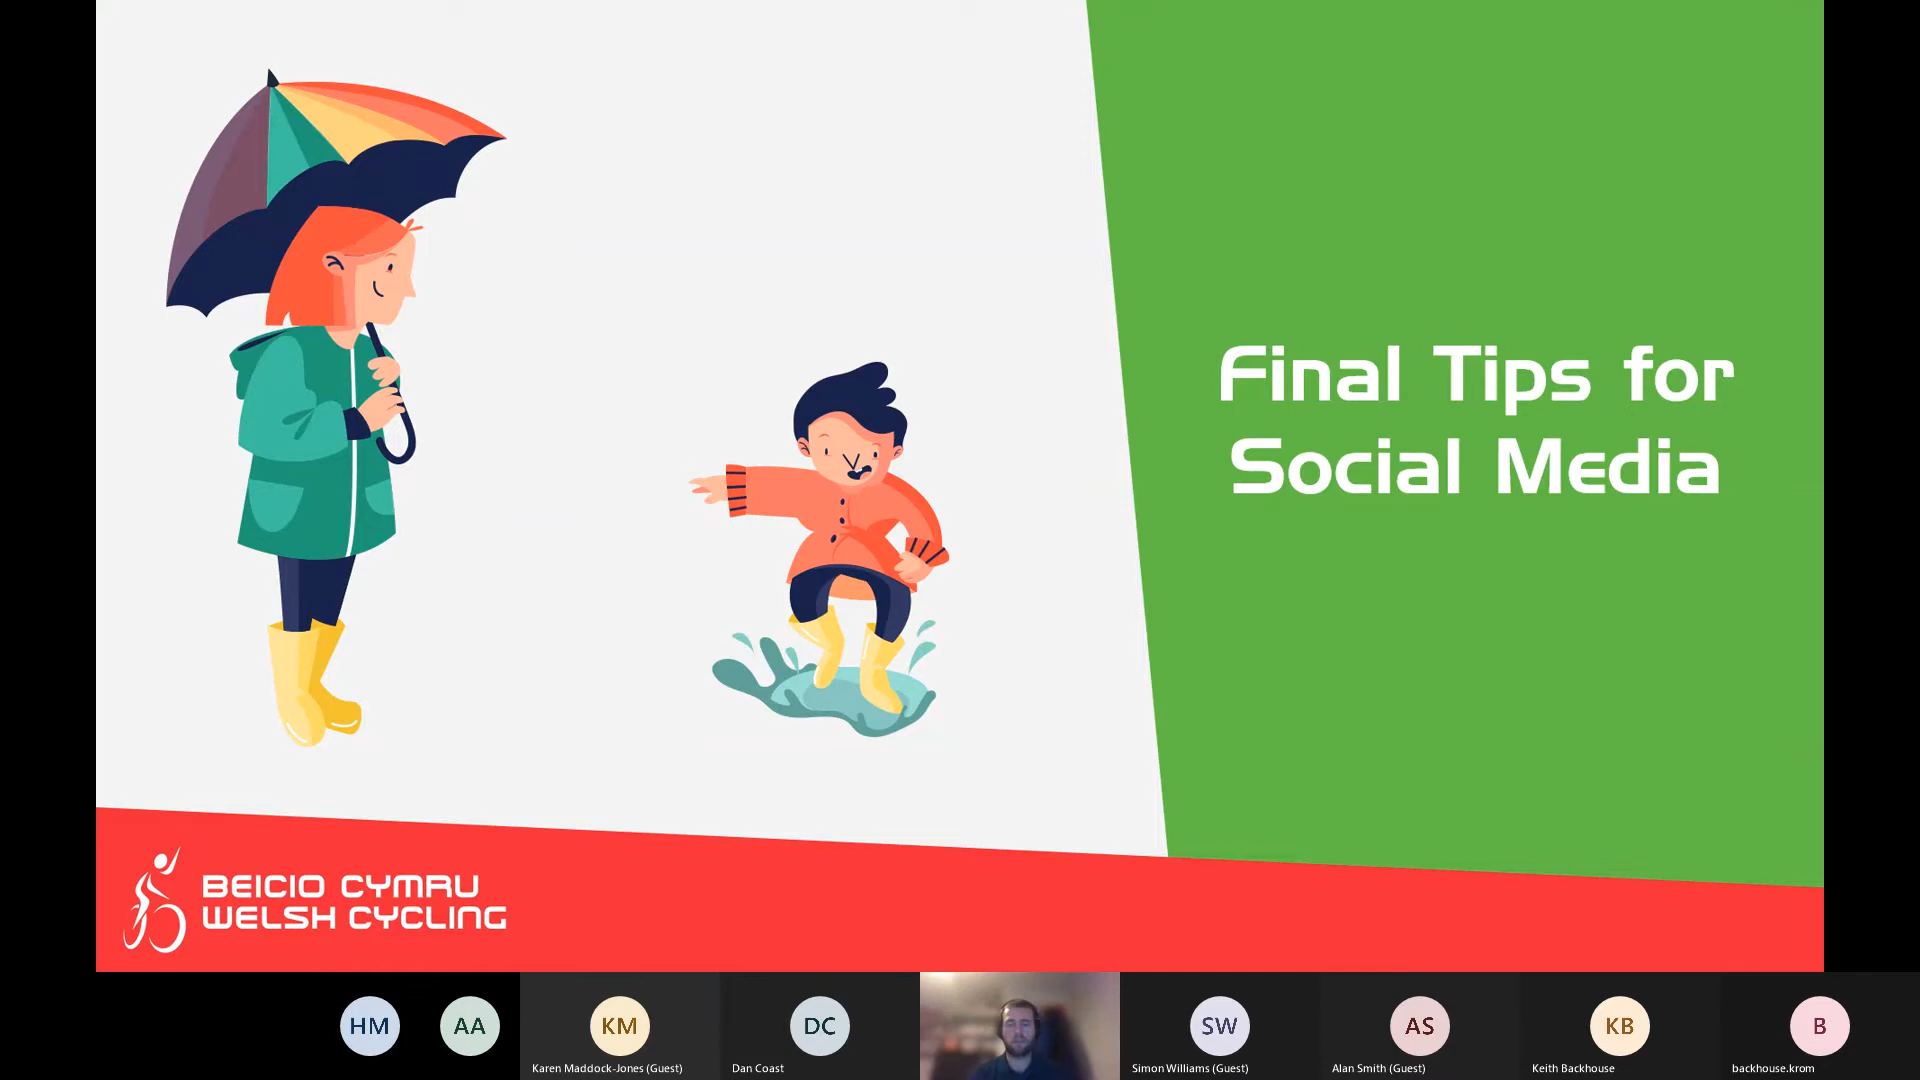 Final Tips for
Social Media
BEICIO CYMRU
WELSH CYCLING
HM
AA
KM
DC
SW
AS
KB
B
Karen Maddock-Jones (Guest)
Dan Coast
Simon Williams (Guest)
Alan Smith (Guest)
Keith Backhouse
backhouse.krom